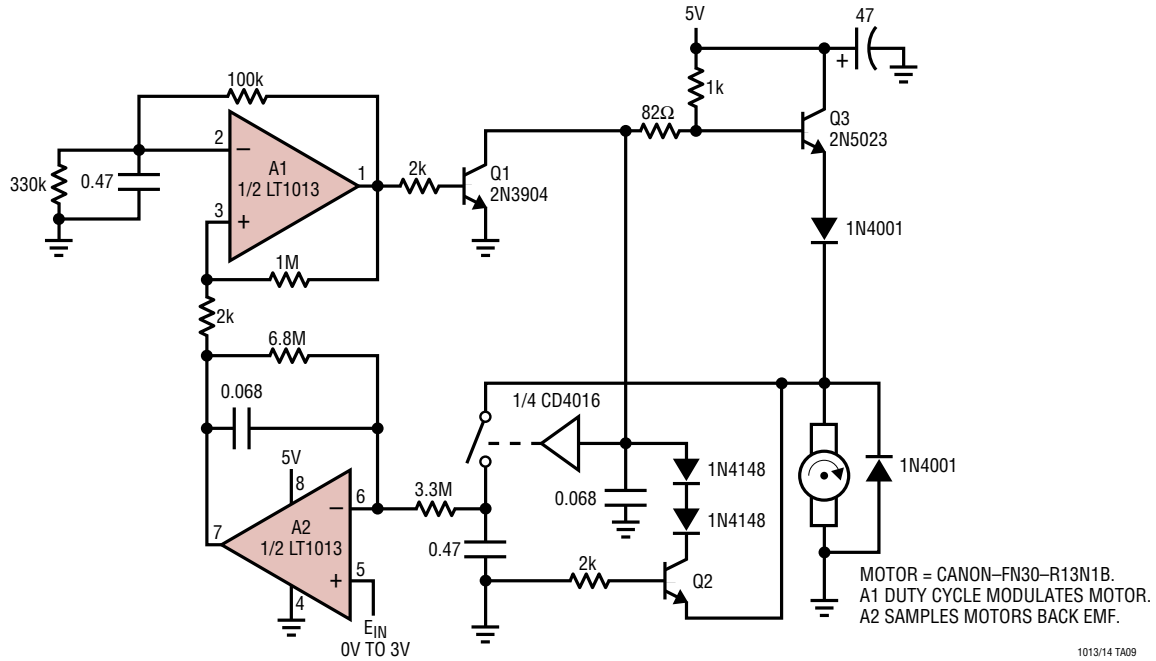 5V
47
+
100k
1k
82Ω
Q3
2N5023
2
−
A1
1/2 LT1013
1
2k
Q1
2N3904
330k
0.47
3
+
1N4001
1M
2k
6.8M
0.068
1/4 CD4016
5V
8
3.3M
6
−
7
A2
1/2 LT1013
0.068
1N4148
1N4148
1N4001
0.47
+
5
4
2k
Q2
EIN
0V TO 3V
MOTOR = CANON–FN30–R13N1B.
A1 DUTY CYCLE MODULATES MOTOR.
A2 SAMPLES MOTORS BACK EMF.
1013/14 TA09